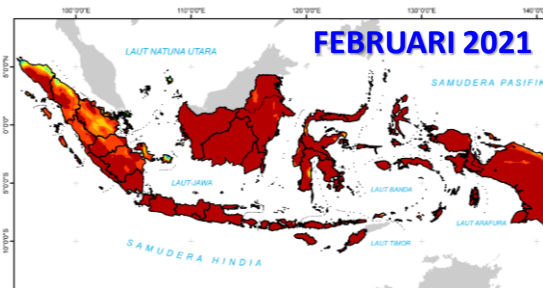 100°0'0"E 110°0'0"E 120°0'0"E 130°0'0"E 140°0'0"
FEBRUARI 2021
LAUT NATUNA UTARA
5°0'0"N
SAMUDERA PASIFIK
0°0'0"
LAUT JAWA
LAUT BANDA
5°0'0"S
LAUT ARAFURA
LAUT TIMOR
10°0'0"S
SAMUDERA HINDIA